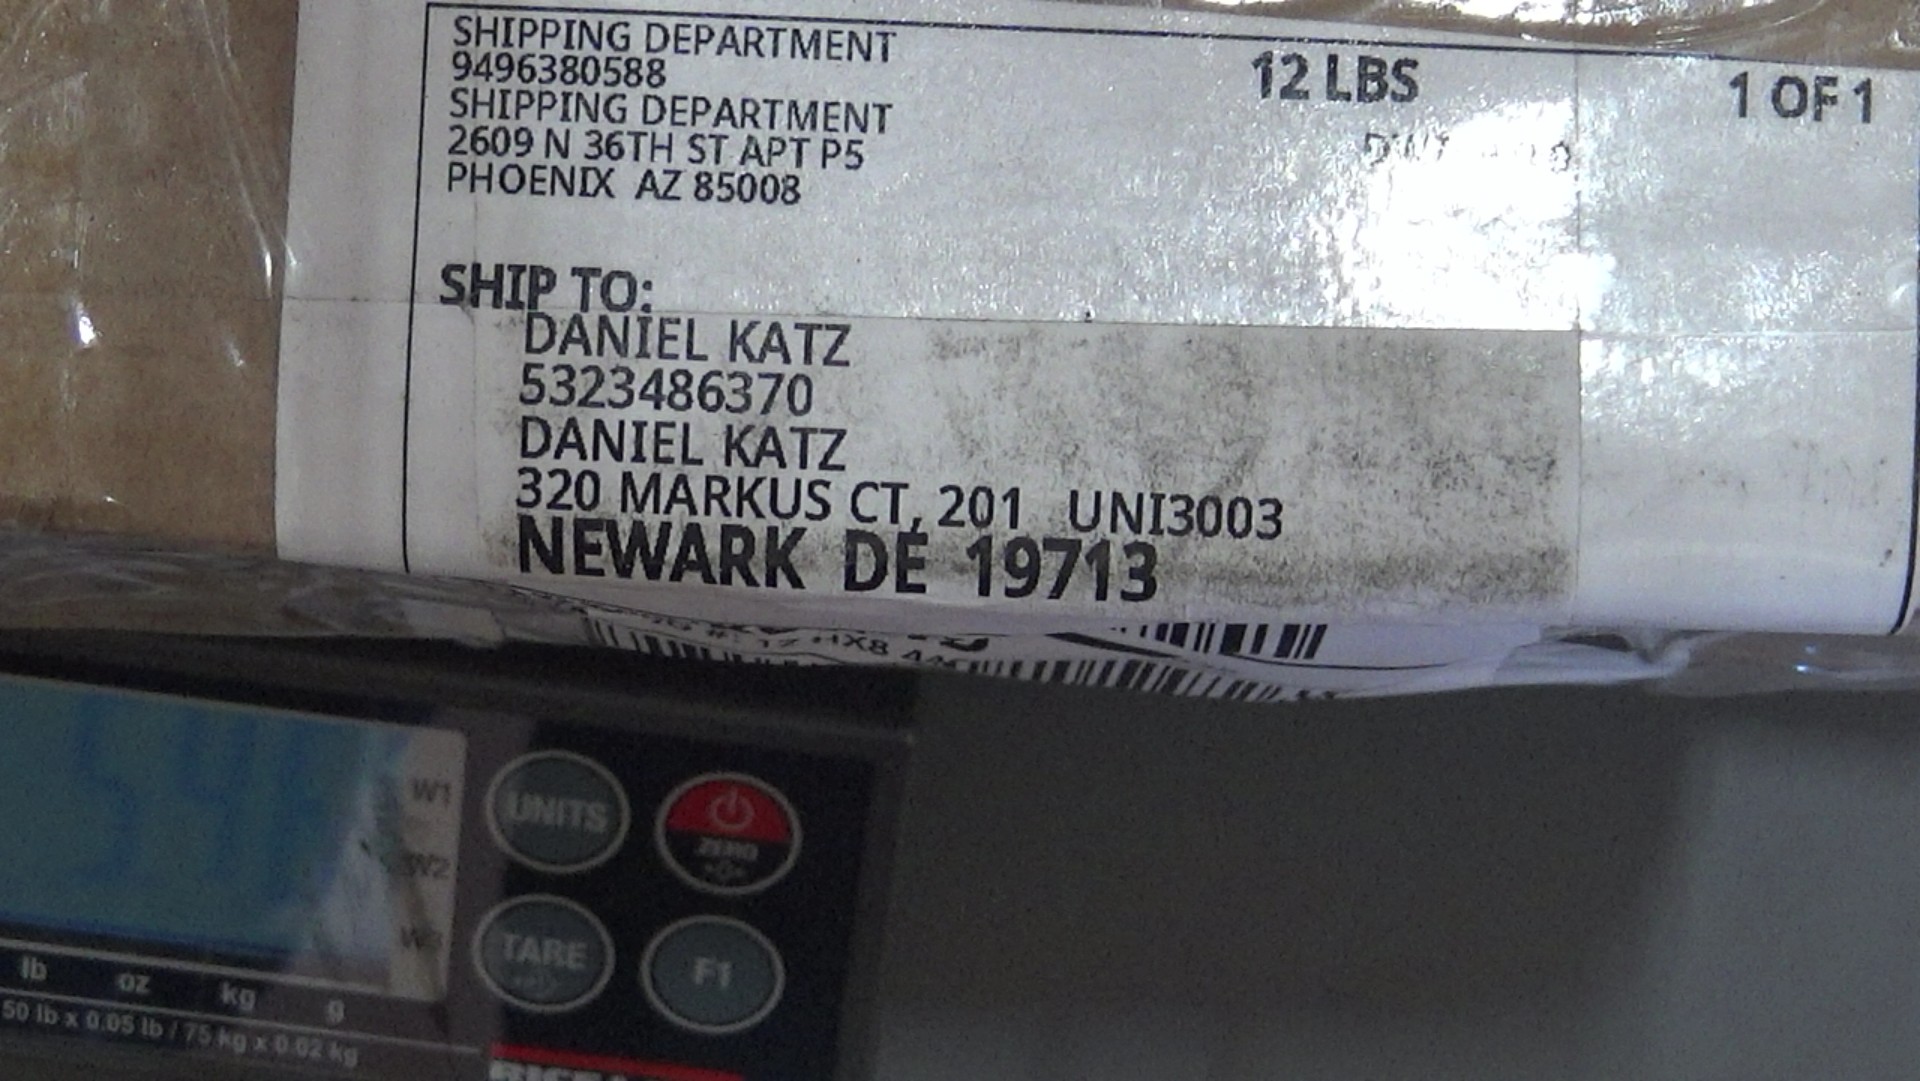 SHIPPING DEPARTMENT
9496380588
SHIPPING DEPARTMENT
2609 N 36TH ST APT P5
PHOENIX AZ 85008
12 LBS
1 OF 1
SHIP TO:
DANIEL KATZ
5323486370
DANIEL KATZ
320 MARKUS CT, 201 UNI3003
NEWARK DE 19713
UNITS
ZERO
TARE
F1
W1
W2
W3
lb oz kg g
50 lb x 0.05 lb / 75 kg x 0.02 kg